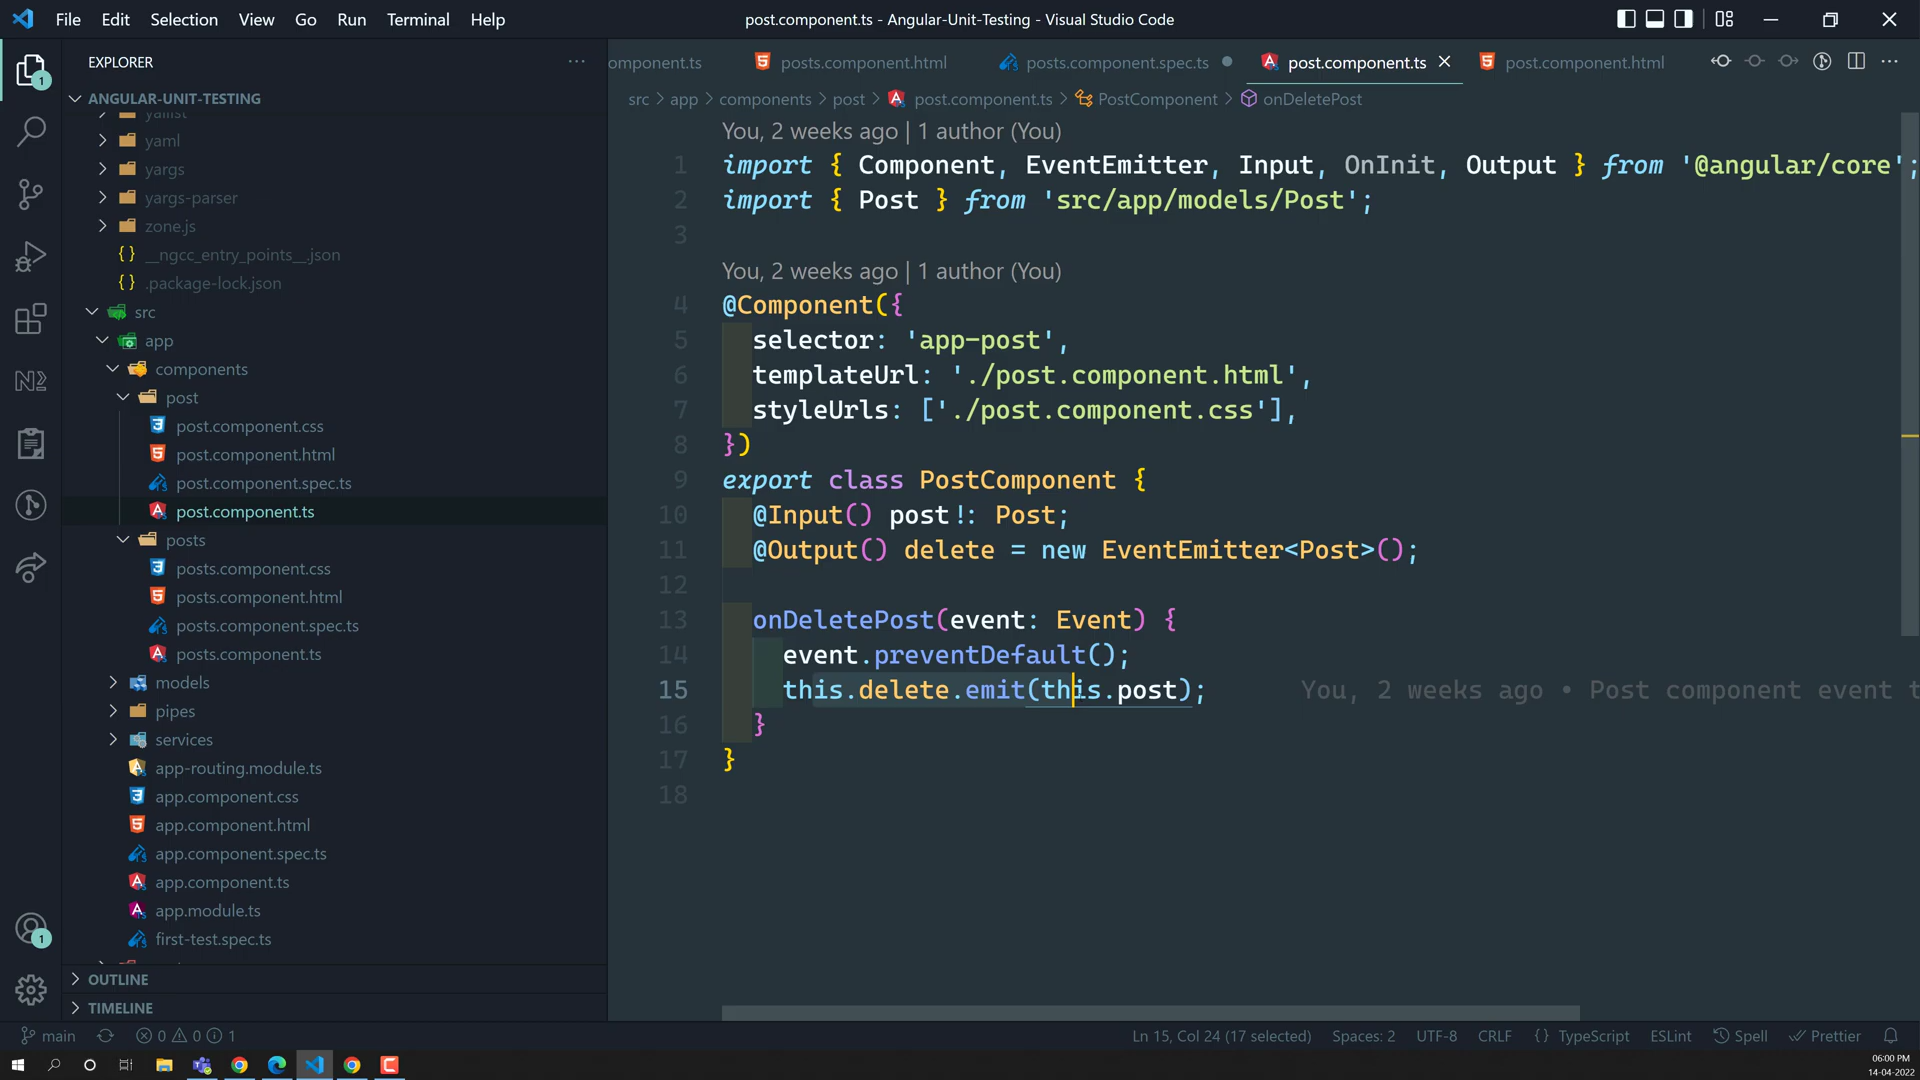 File Edit Selection View Go Run Terminal Help
post.component.ts - Angular-Unit-Testing - Visual Studio Code
EXPLORER
omponent.ts
posts.component.html
posts.component.spec.ts
post.component.ts
post.component.html
ANGULAR-UNIT-TESTING
src > app > components > post > post.component.ts > PostComponent > onDeletePost
yallist
yaml
yargs
yargs-parser
zone.js
__ngcc_entry_points__.json
.package-lock.json
src
app
components
post
post.component.css
post.component.html
post.component.spec.ts
post.component.ts
posts
posts.component.css
posts.component.html
posts.component.spec.ts
posts.component.ts
models
pipes
services
app-routing.module.ts
app.component.css
app.component.html
app.component.spec.ts
app.component.ts
app.module.ts
first-test.spec.ts
OUTLINE
TIMELINE
You, 2 weeks ago | 1 author (You)
1 import { Component, EventEmitter, Input, OnInit, Output } from '@angular/core';
2 import { Post } from 'src/app/models/Post';
3
You, 2 weeks ago | 1 author (You)
4 @Component({
5 selector: 'app-post',
6 templateUrl: './post.component.html',
7 styleUrls: ['./post.component.css'],
8 })
9 export class PostComponent {
10 @Input() post!: Post;
11 @Output() delete = new EventEmitter<Post>();
12
13 onDeletePost(event: Event) {
14 event.preventDefault();
15 this.delete.emit(this.post); You, 2 weeks ago • Post component event t
16 }
17 }
18
1
1
main 0 0 1
Ln 15, Col 24 (17 selected) Spaces: 2 UTF-8 CRLF {} TypeScript ESLint Spell Prettier
06:00 PM
14-04-2022